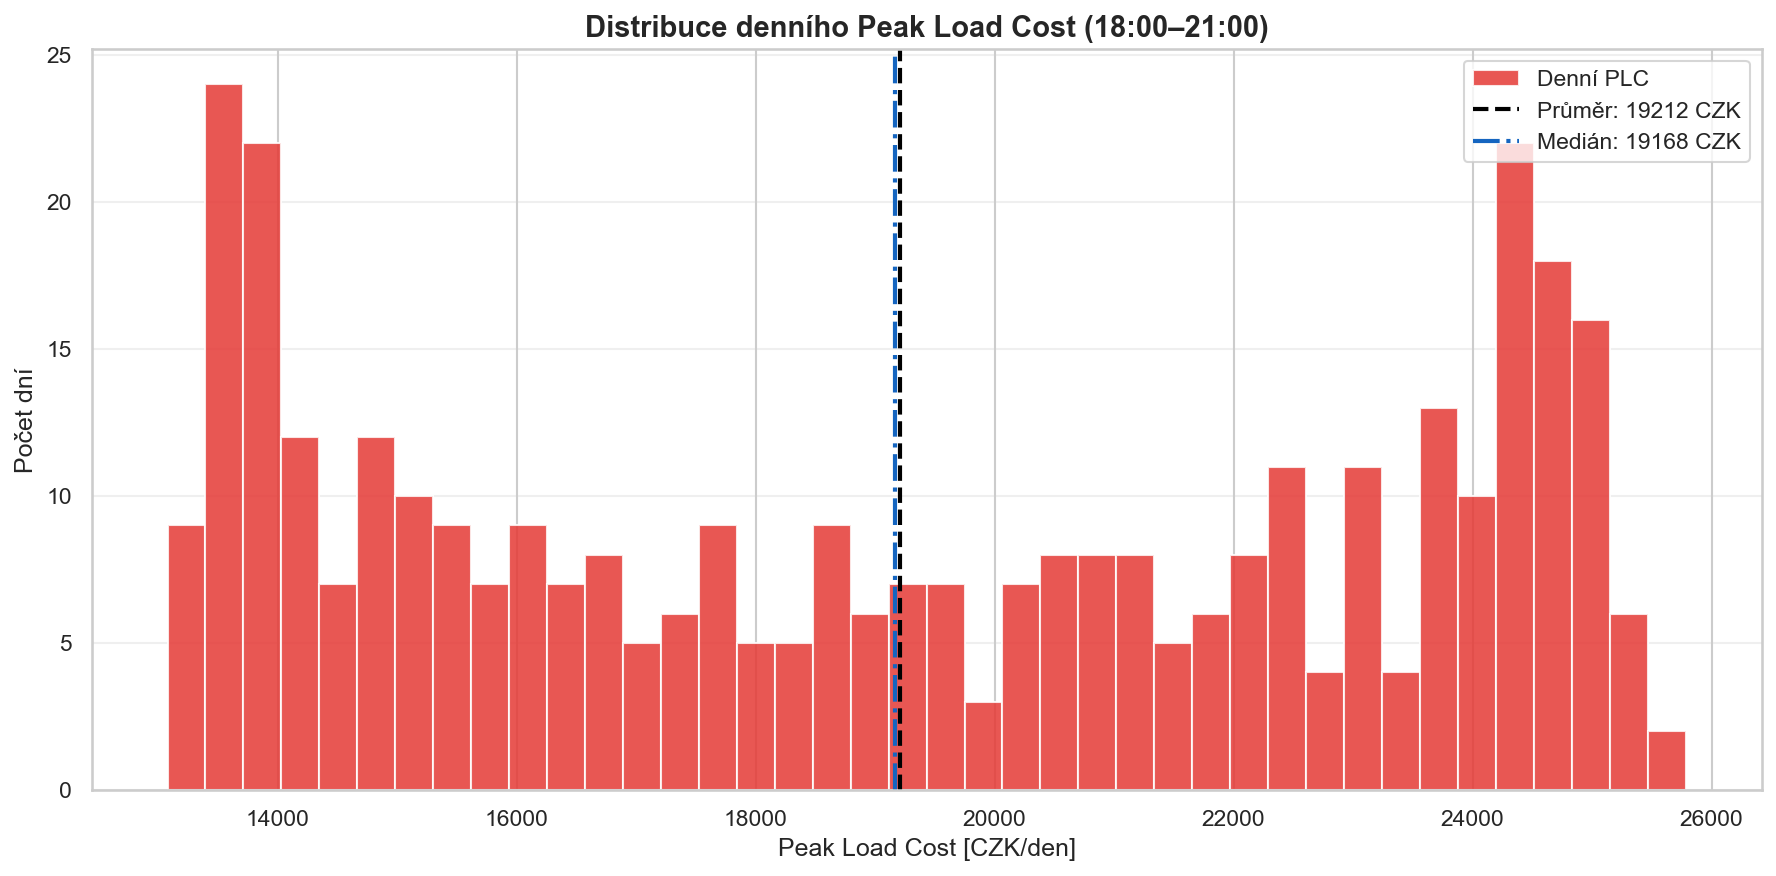 Distribuce denního Peak Load Cost (18:00–21:00)
Denní PLC
Průměr: 19212 CZK
Medián: 19168 CZK
Počet dní
25
20
15
10
5
0
14000 16000 18000 20000 22000 24000 26000
Peak Load Cost [CZK/den]